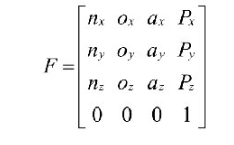 F = [ n_x o_x a_x P_x
n_y o_y a_y P_y
n_z o_z a_z P_z
0 0 0 1 ]